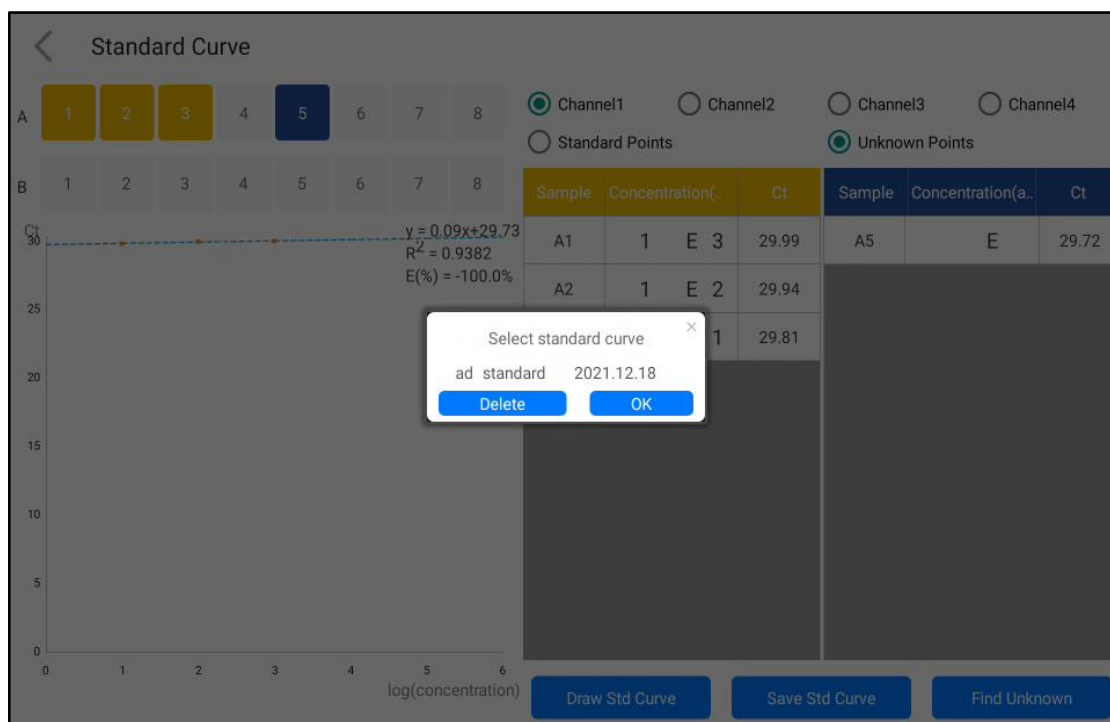 Standard Curve
A 1 2 3 4 5 6 7 8
B 1 2 3 4 5 6 7 8
Channel1 Channel2 Channel3 Channel4
Standard Points Unknown Points
Sample Concentration(.. Ct
A1 1 E 3 29.99
A2 1 E 2 29.94
1 29.81
Sample Concentration(a.. Ct
A5 E 29.72
Ct
30
25
20
15
10
5
0
0 1 2 3 4 5 6
log(concentration)
y = 0.09x+29.73
R2 = 0.9382
E(%) = -100.0%
Select standard curve ×
ad standard 2021.12.18
Delete OK
Draw Std Curve Save Std Curve Find Unknown